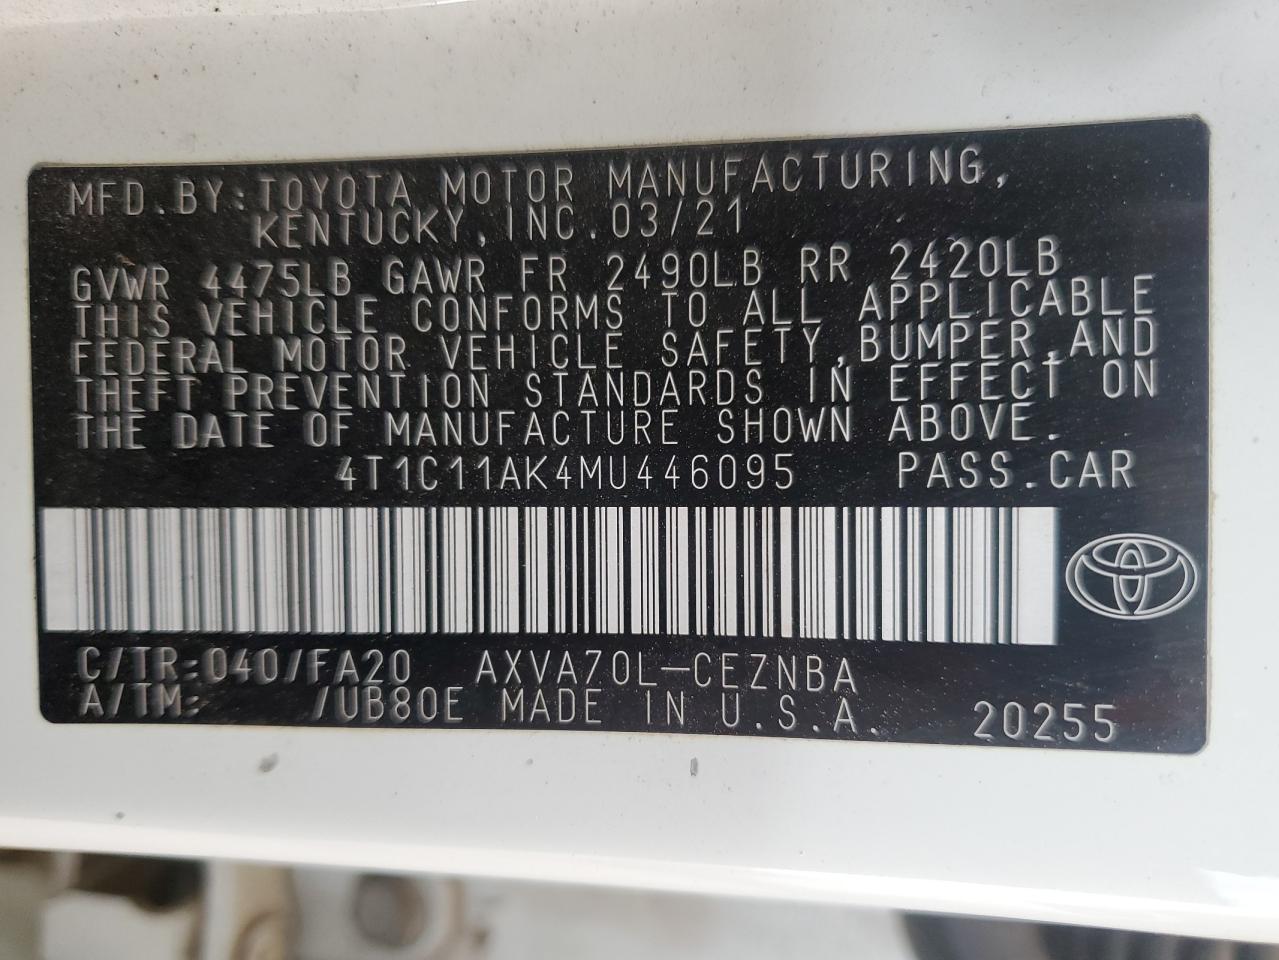 MFD.BY:TOYOTA MOTOR MANUFACTURING,
KENTUCKY,INC.03/21
GVWR 4475LB GAWR FR 2490LB RR 2420LB
THIS VEHICLE CONFORMS TO ALL APPLICABLE
FEDERAL MOTOR VEHICLE SAFETY,BUMPER,AND
THEFT PREVENTION STANDARDS IN EFFECT ON
THE DATE OF MANUFACTURE SHOWN ABOVE.
4T1C11AK4MU446095 PASS.CAR
C/TR:040/FA20 AXVA70L-CEZNBA
A/TM: /UB80E MADE IN U.S.A. 20255